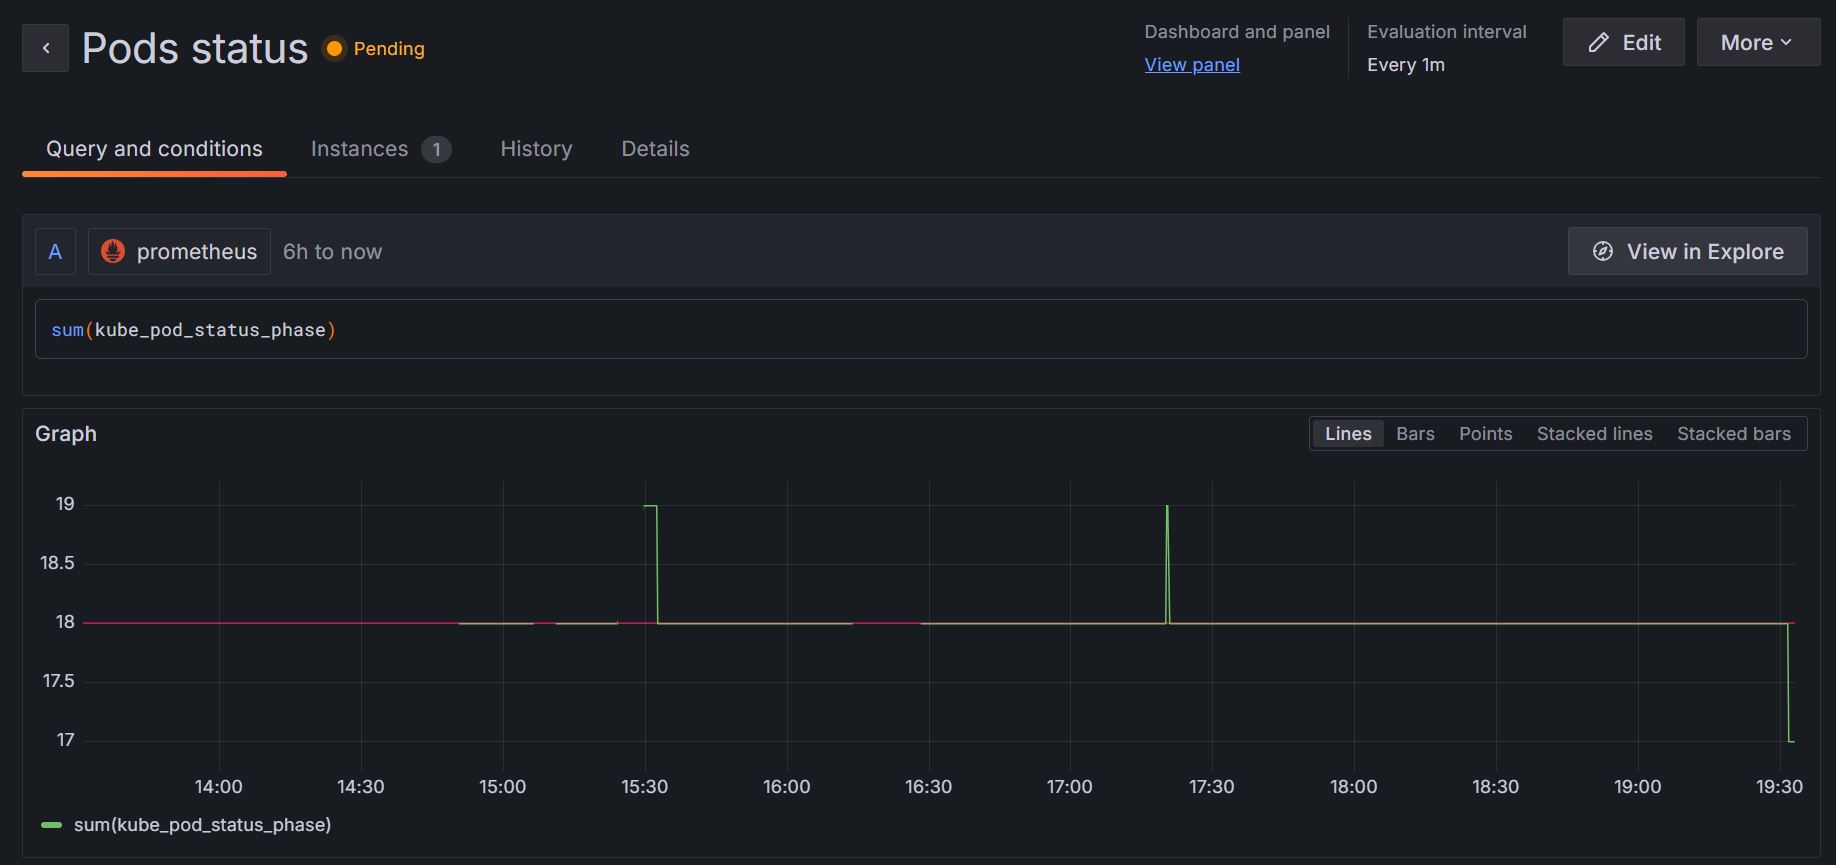 Pods status Pending
Dashboard and panel
View panel
Evaluation interval
Every 1m
Edit
More
Query and conditions Instances 1 History Details
A prometheus 6h to now View in Explore
sum(kube_pod_status_phase)
Graph
Lines Bars Points Stacked lines Stacked bars
19
18.5
18
17.5
17
14:00 14:30 15:00 15:30 16:00 16:30 17:00 17:30 18:00 18:30 19:00 19:30
sum(kube_pod_status_phase)